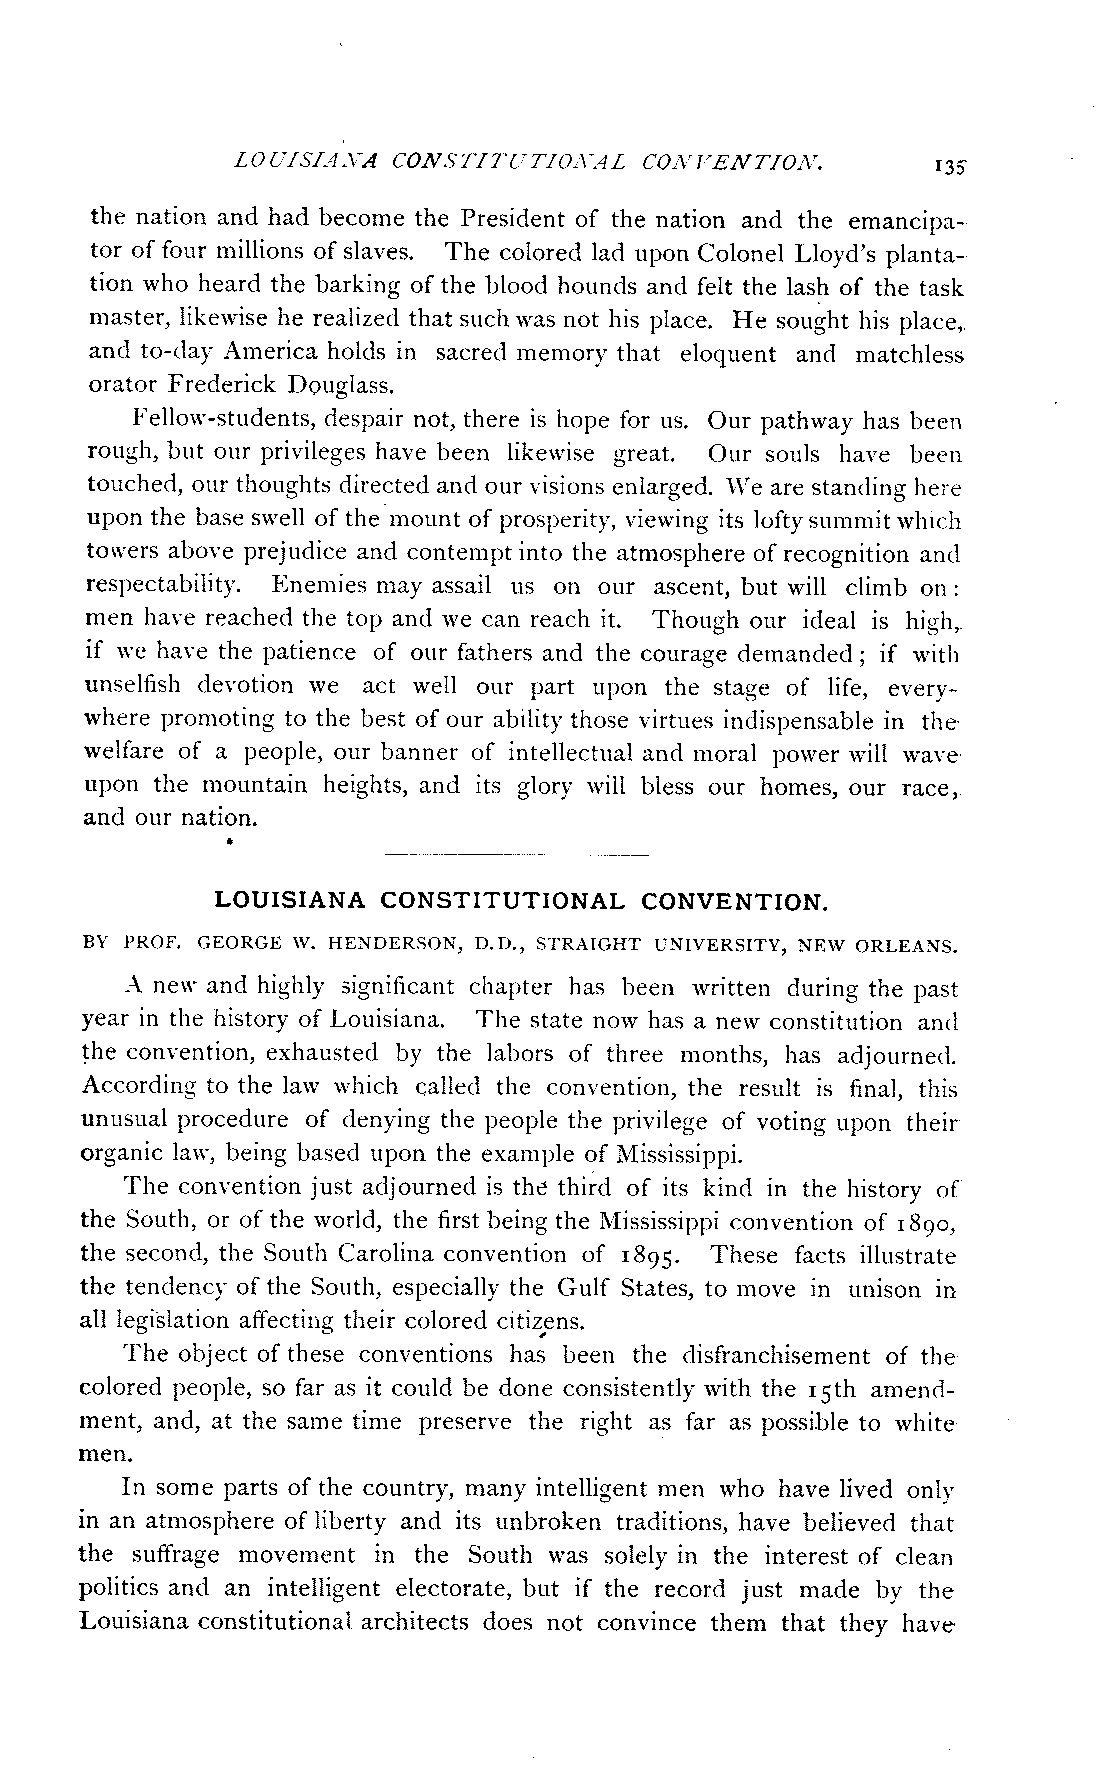 LOUISIANA CONSTITUTIONAL CONVENTION. 135
the nation and had become the President of the nation and the emancipa-
tor of four millions of slaves. The colored lad upon Colonel Lloyd's planta-
tion who heard the barking of the blood hounds and felt the lash of the task
master, likewise he realized that such was not his place. He sought his place,
and to-day America holds in sacred memory that eloquent and matchless
orator Frederick Douglass.
Fellow-students, despair not, there is hope for us. Our pathway has been
rough, but our privileges have been likewise great. Our souls have been
touched, our thoughts directed and our visions enlarged. We are standing here
upon the base swell of the mount of prosperity, viewing its lofty summit which
towers above prejudice and contempt into the atmosphere of recognition and
respectability. Enemies may assail us on our ascent, but will climb on :
men have reached the top and we can reach it. Though our ideal is high,
if we have the patience of our fathers and the courage demanded ; if with
unselfish devotion we act well our part upon the stage of life, every-
where promoting to the best of our ability those virtues indispensable in the
welfare of a people, our banner of intellectual and moral power will wave
upon the mountain heights, and its glory will bless our homes, our race,
and our nation.
LOUISIANA CONSTITUTIONAL CONVENTION.
BY PROF. GEORGE W. HENDERSON, D.D., STRAIGHT UNIVERSITY, NEW ORLEANS.
A new and highly significant chapter has been written during the past
year in the history of Louisiana. The state now has a new constitution and
the convention, exhausted by the labors of three months, has adjourned.
According to the law which called the convention, the result is final, this
unusual procedure of denying the people the privilege of voting upon their
organic law, being based upon the example of Mississippi.
The convention just adjourned is the third of its kind in the history of
the South, or of the world, the first being the Mississippi convention of 1890,
the second, the South Carolina convention of 1895. These facts illustrate
the tendency of the South, especially the Gulf States, to move in unison in
all legislation affecting their colored citizens.
The object of these conventions has been the disfranchisement of the
colored people, so far as it could be done consistently with the 15th amend-
ment, and, at the same time preserve the right as far as possible to white
men.
In some parts of the country, many intelligent men who have lived only
in an atmosphere of liberty and its unbroken traditions, have believed that
the suffrage movement in the South was solely in the interest of clean
politics and an intelligent electorate, but if the record just made by the
Louisiana constitutional architects does not convince them that they have